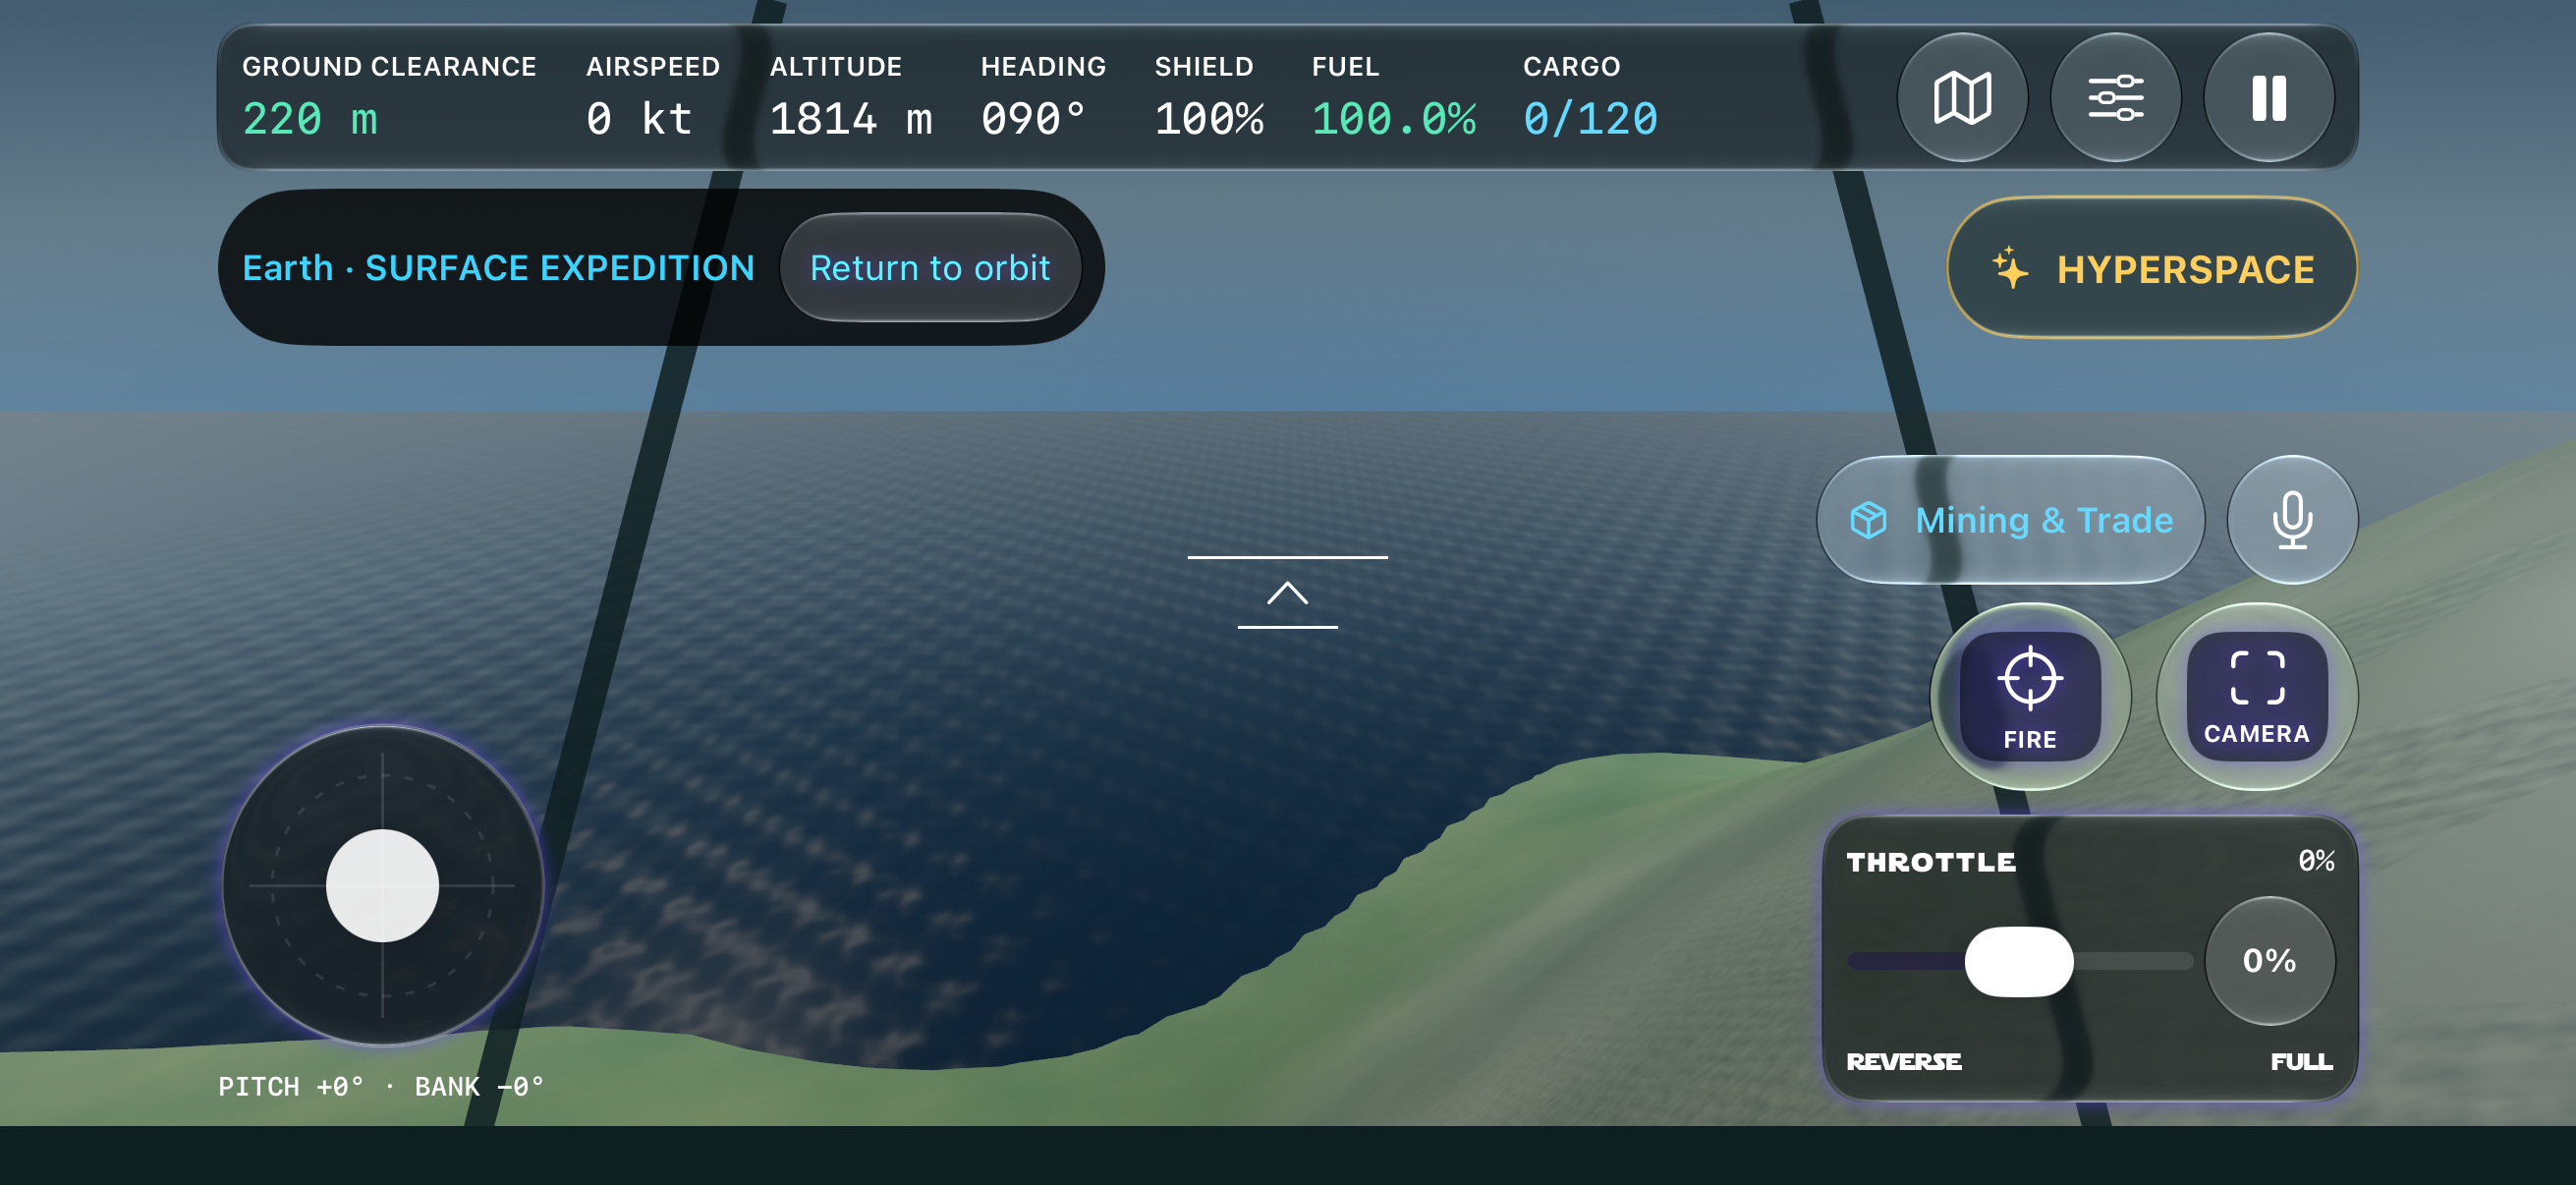 GROUND CLEARANCE AIRSPEED ALTITUDE HEADING SHIELD FUEL CARGO
220 m 0 kt 1814 m 090° 100% 100.0% 0/120
Earth · SURFACE EXPEDITION Return to orbit
HYPERSPACE
Mining & Trade
FIRE CAMERA
THROTTLE 0%
0%
REVERSE FULL
PITCH +0° · BANK −0°